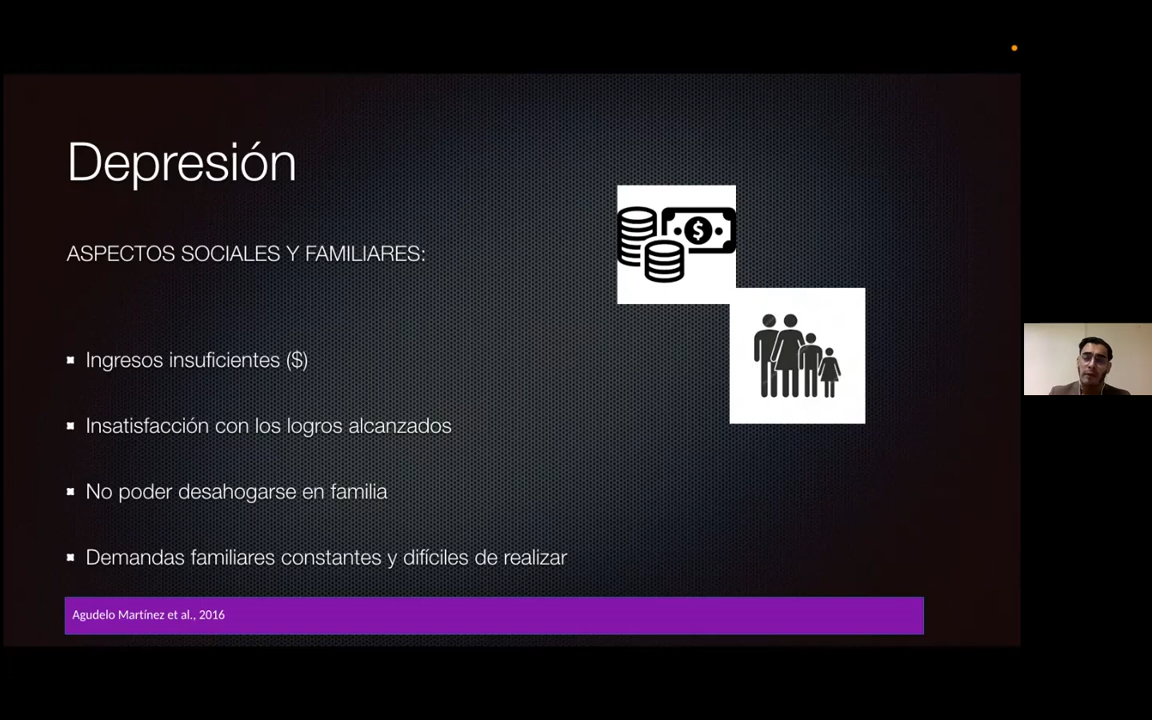 Depresión
ASPECTOS SOCIALES Y FAMILIARES:
Ingresos insuficientes ($)
Insatisfacción con los logros alcanzados
No poder desahogarse en familia
Demandas familiares constantes y difíciles de realizar
Agudelo Martínez et al., 2016